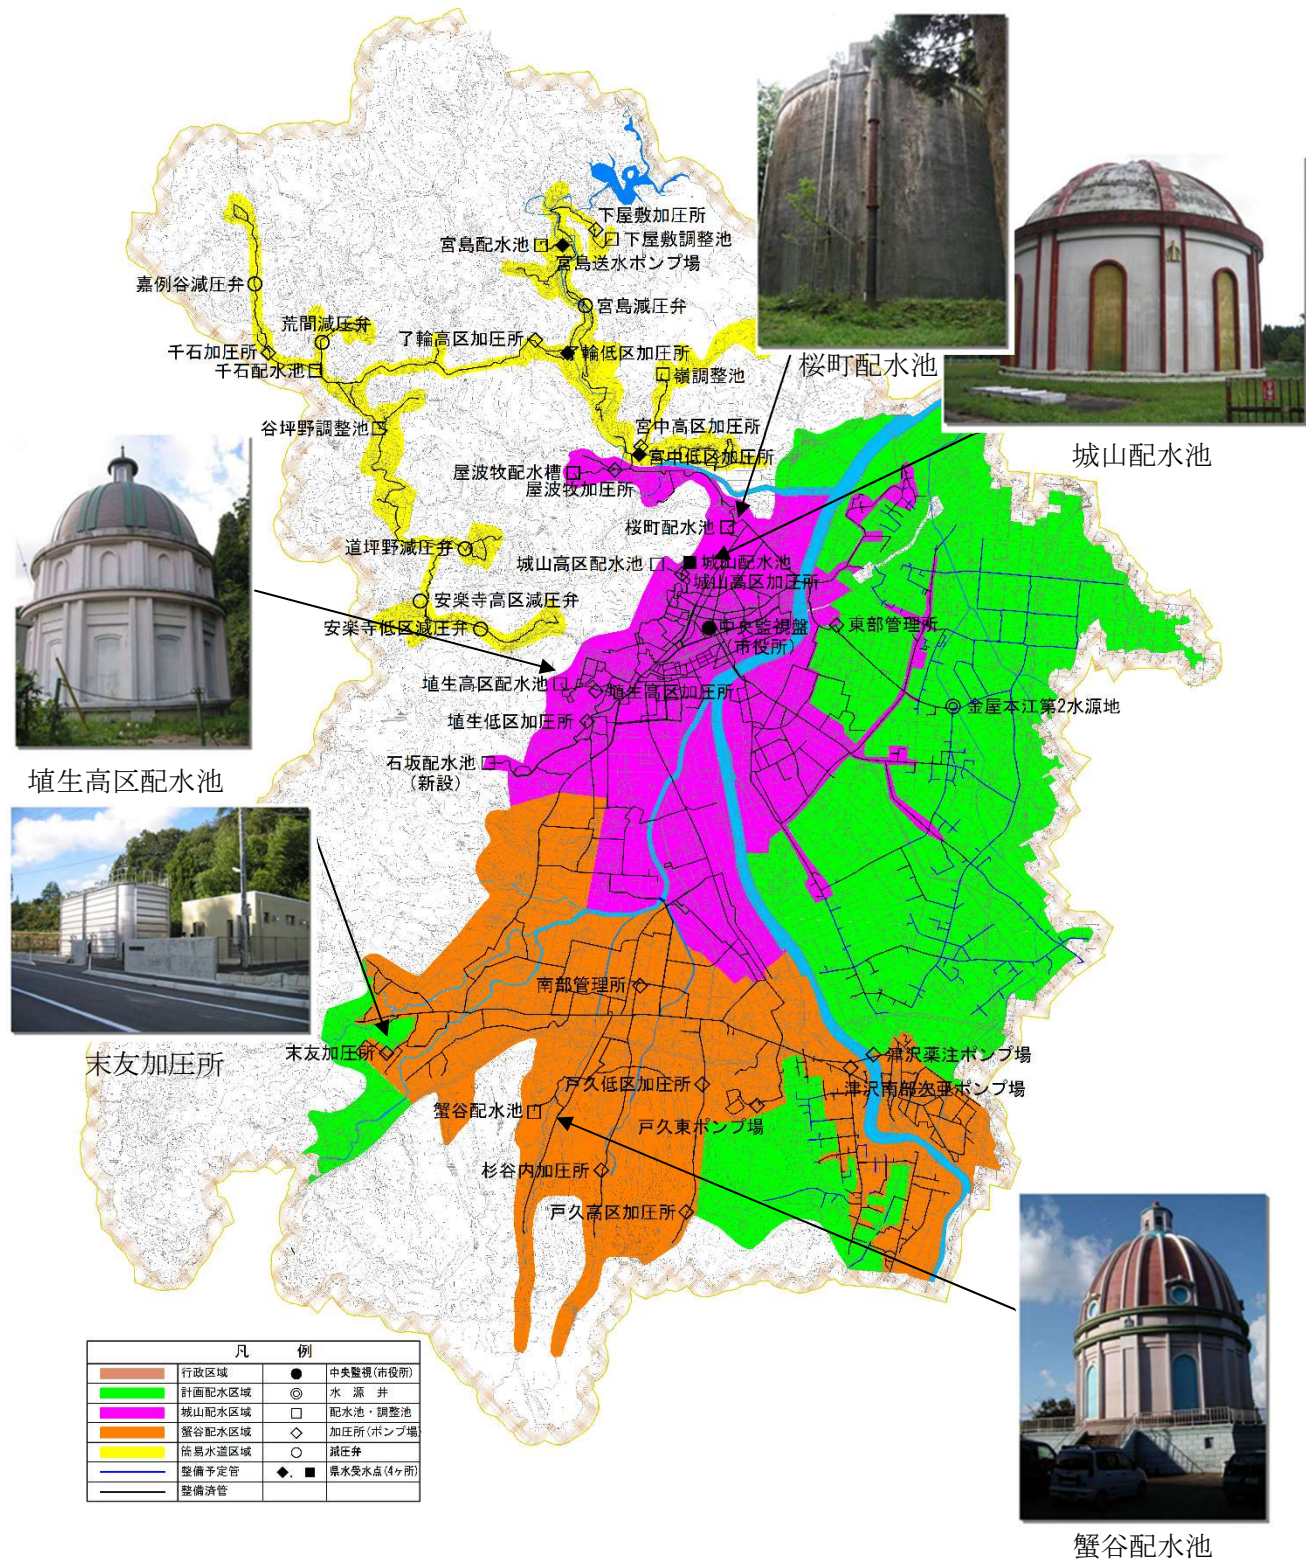 下屋敷加圧所
宮島配水池
下屋敷調整池
宮島送水ポンプ場
嘉例谷減圧弁
宮島減圧弁
荒間減圧弁
了輪高区加圧所
千石加圧所
了輪低区加圧所
千石配水池
嶺調整池
桜町配水池
谷坪野調整池
宮中高区加圧所
城山配水池
宮中低区加圧所
屋波牧配水槽
屋波牧加圧所
桜町配水池
道坪野減圧弁
城山高区配水池
城山配水池
城山高区加圧所
安楽寺高区減圧弁
安楽寺低区減圧弁
中央監視盤
市役所)
東部管理所
埴生高区配水池
埴生高区加圧所
金屋本江第2水源地
埴生低区加圧所
石坂配水池
(新設)
埴生高区配水池
南部管理所
末友加圧所
末友加圧所
津沢薬注ポンプ場
戸久低区加圧所
津沢南部次亜ポンプ場
蟹谷配水池
戸久東ポンプ場
杉谷内加圧所
戸久高区加圧所
凡 例
行政区域 中央監視(市役所)
計画配水区域 水 源 井
城山配水区域 配水池・調整池
蟹谷配水区域 加圧所(ポンプ場)
簡易水道区域 減圧弁
整備予定管 県水受水点(4ヶ所)
整備済管
蟹谷配水池